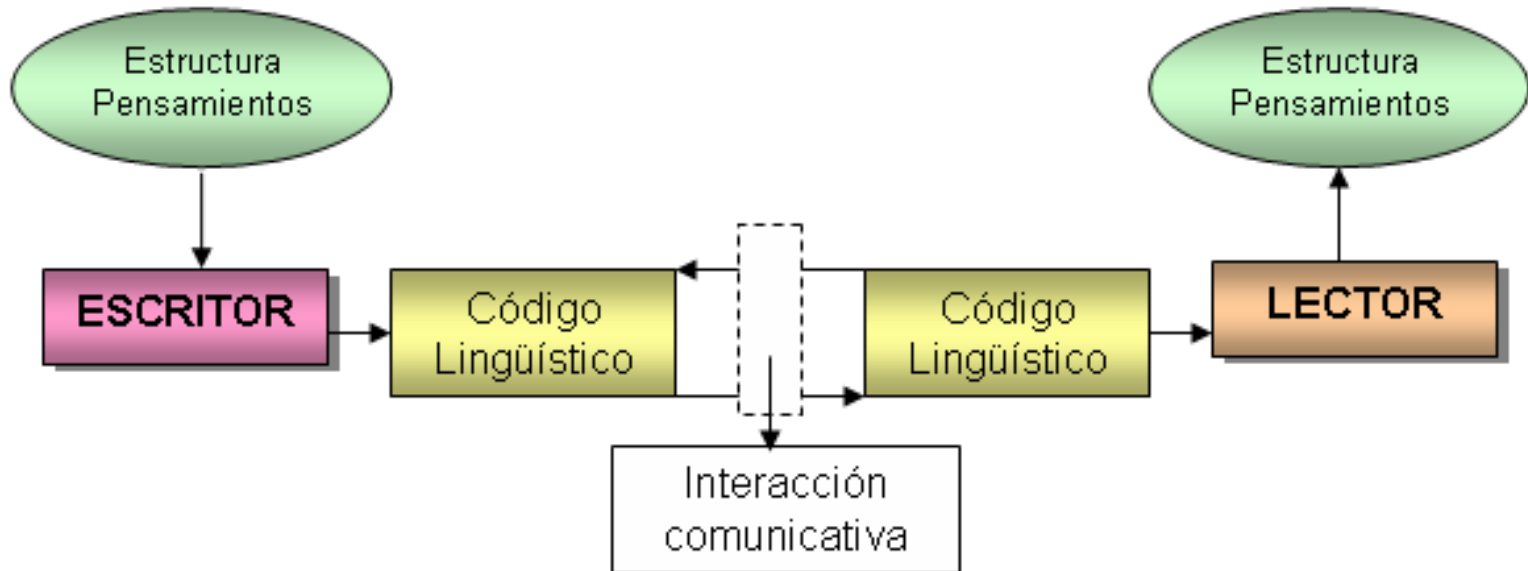 Estructura
Pensamientos
Estructura
Pensamientos
ESCRITOR
Código
Lingüístico
Código
Lingüístico
LECTOR
Interacción
comunicativa